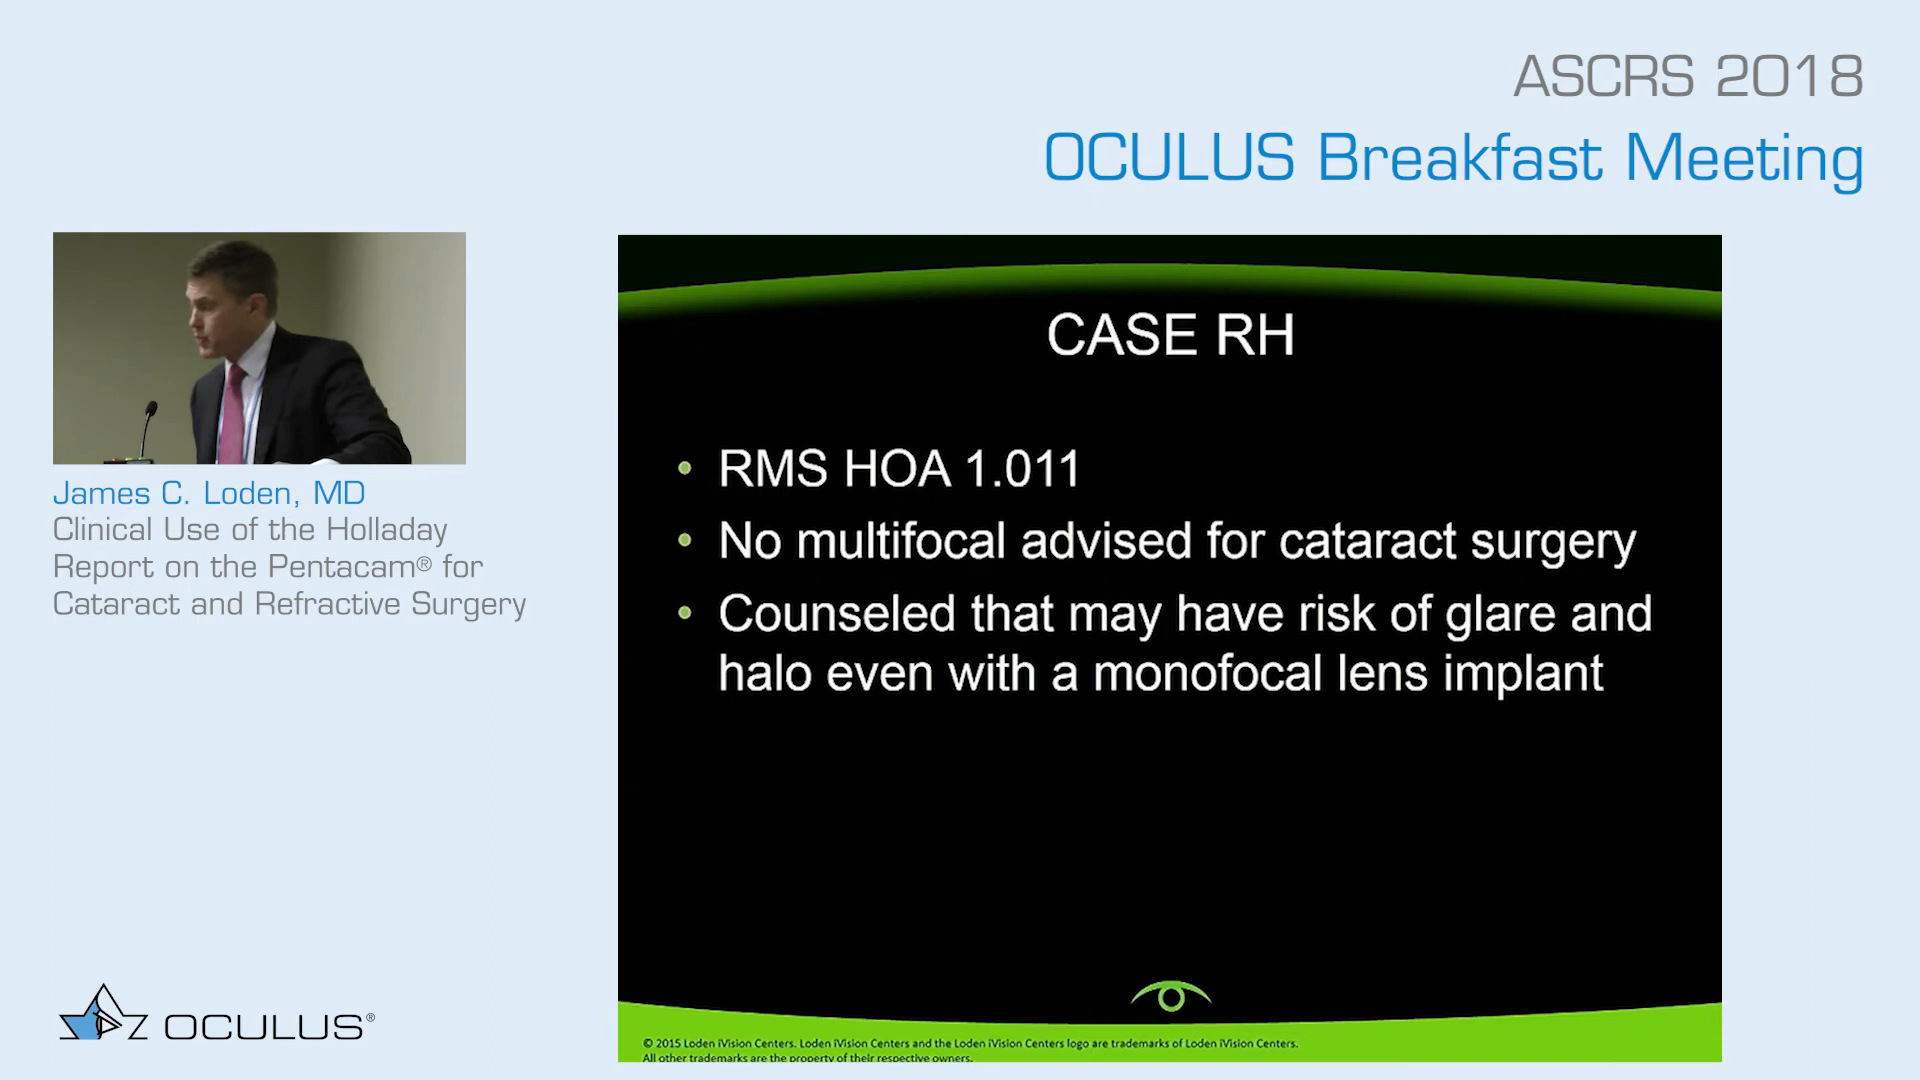 ASCRS 2018
OCULUS Breakfast Meeting
James C. Loden, MD
Clinical Use of the Holladay
Report on the Pentacam® for
Cataract and Refractive Surgery
CASE RH
• RMS HOA 1.011
• No multifocal advised for cataract surgery
• Counseled that may have risk of glare and
halo even with a monofocal lens implant
© 2015 Loden iVision Centers. Loden iVision Centers and the Loden iVision Centers logo are trademarks of Loden iVision Centers.
All other trademarks are the property of their respective owners.
OCULUS®